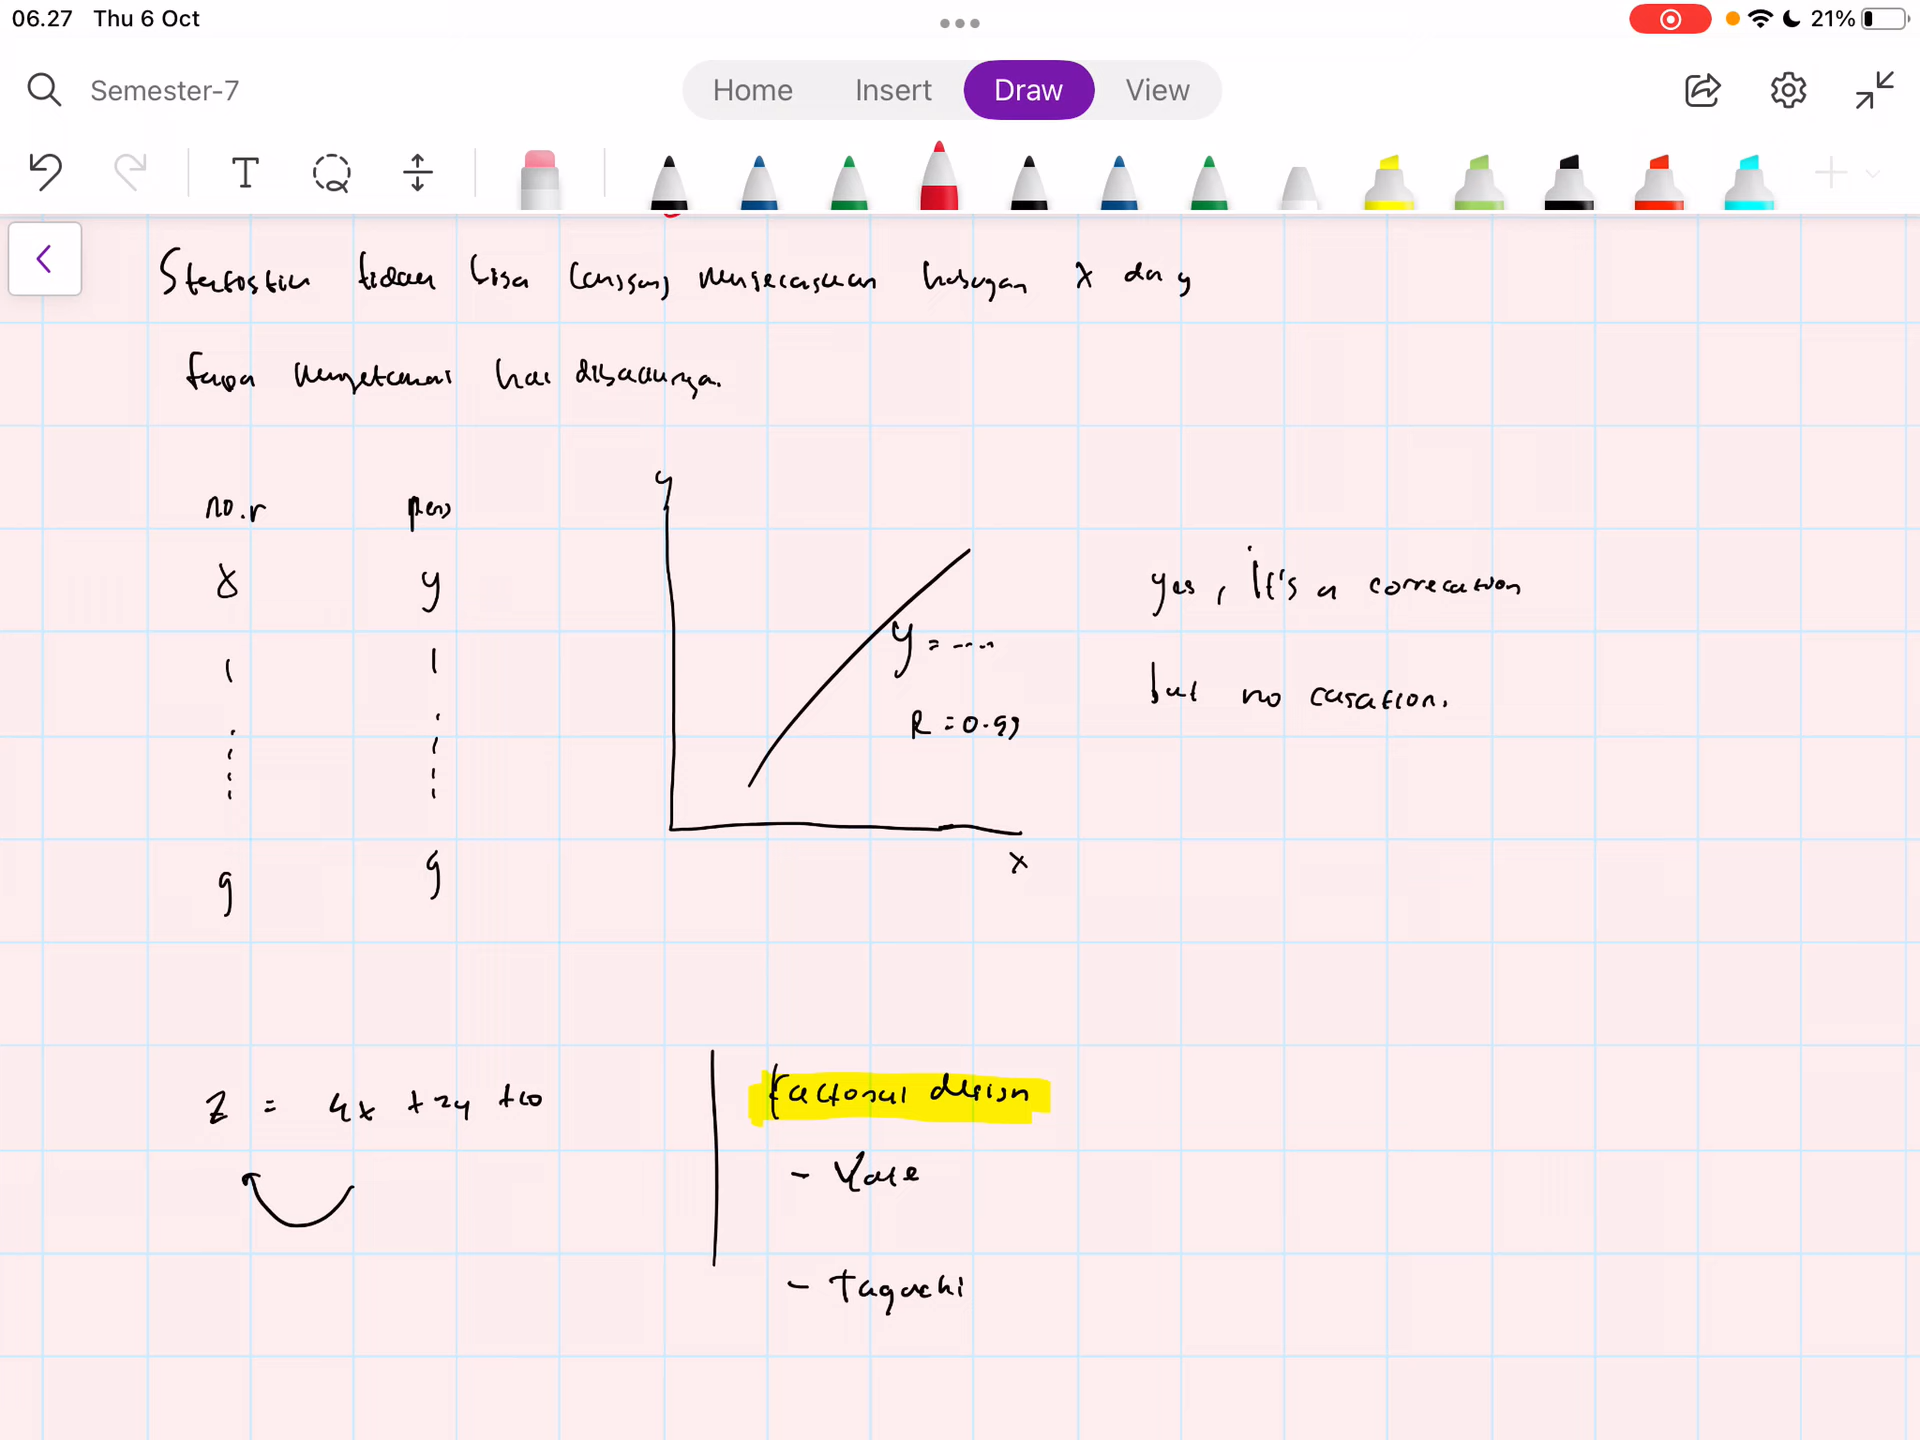 06.27 Thu 6 Oct
21%
Semester-7
Home Insert Draw View
Statistik tidak bisa langsung menjelaskan hubungan x dan y
tanpa mengetahui hal dibaliknya.
no.r
y
x y
1 1
9 9
y = ....
R = 0.99
x
yes, it's a correlation
but no causation.
Z = 4x + 2y + 10
factorial design
- Yate
- Taguchi